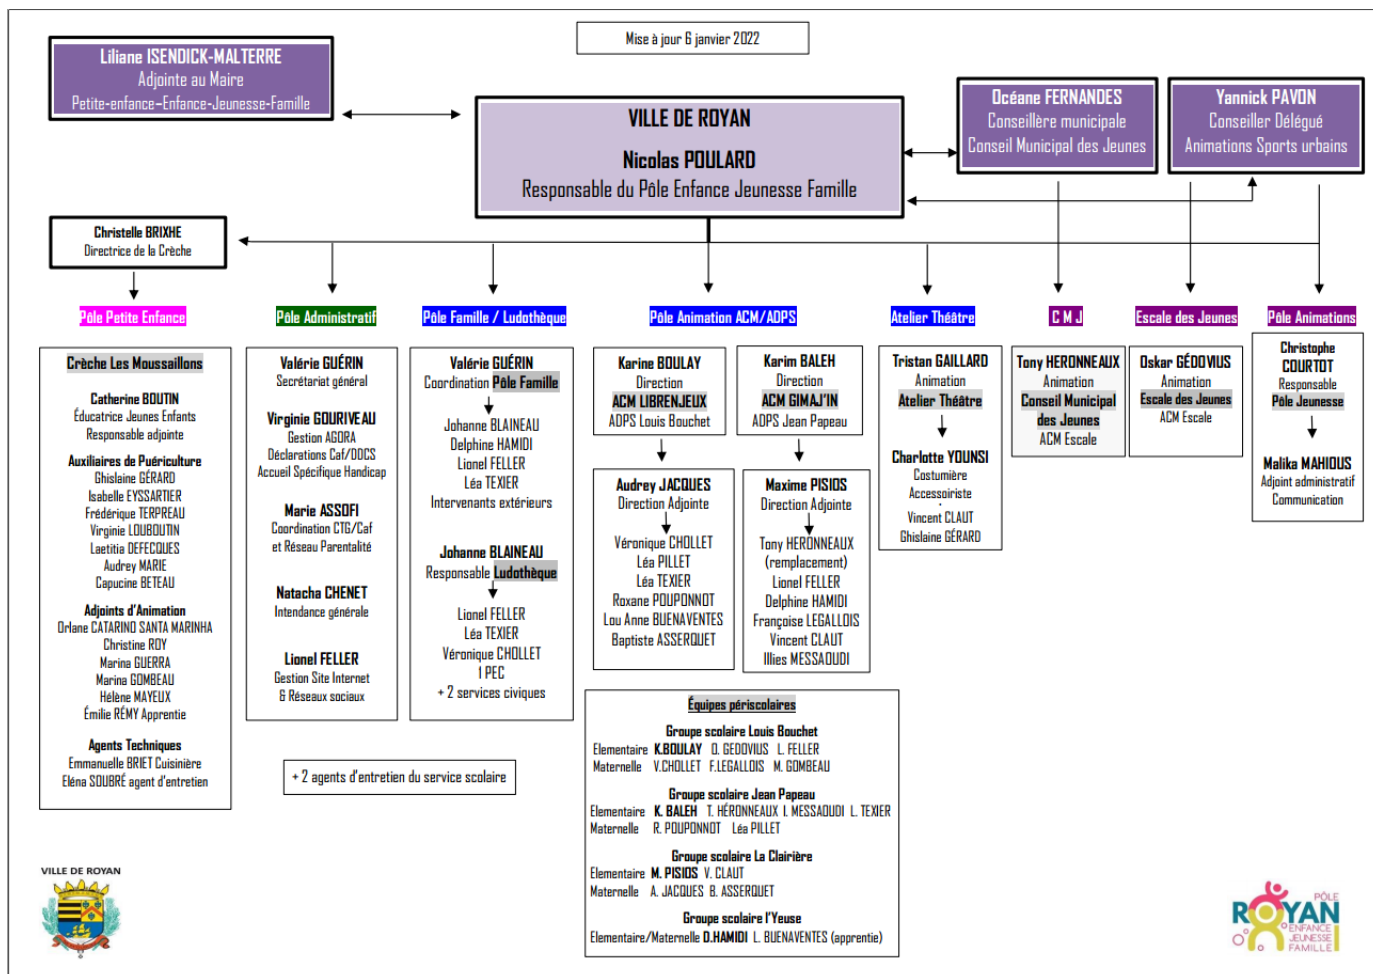 Mise à jour 6 janvier 2022
Liliane ISENDICK-MALTERRE
Adjointe au Maire
Petite-enfance–Enfance-Jeunesse-Famille
VILLE DE ROYAN
Nicolas POULARD
Responsable du Pôle Enfance Jeunesse Famille
Océane FERNANDES
Conseillère municipale
Conseil Municipal des Jeunes
Yannick PAVON
Conseiller Délégué
Animations Sports urbains
Christelle BRIXHE
Directrice de la Crèche
Pôle Petite Enfance
Crèche Les Moussaillons
Catherine BOUTIN
Éducatrice Jeunes Enfants
Responsable adjointe
Auxiliaires de Puériculture
Ghislaine GÉRARD
Isabelle EYSSARTIER
Frédérique TERPREAU
Virginie LOUBOUTIN
Laetitia DEFECQUES
Audrey MARIE
Capucine BETEAU
Adjoints d'Animation
Orlane CATARINO SANTA MARINHA
Christine ROY
Marina GUERRA
Marina GOMBEAU
Hélène MAYEUX
Émilie RÉMY Apprentie
Agents Techniques
Emmanuelle BRIET Cuisinière
Eléna SOUBRÉ agent d'entretien
Pôle Administratif
Valérie GUÉRIN
Secrétariat général
Virginie GOURIVEAU
Gestion AGORA
Déclarations Caf/DDCS
Accueil Spécifique Handicap
Marie ASSOFI
Coordination CTG/Caf
et Réseau Parentalité
Natacha CHENET
Intendance générale
Lionel FELLER
Gestion Site Internet
& Réseaux sociaux
+ 2 agents d'entretien du service scolaire
Pôle Famille / Ludothèque
Valérie GUÉRIN
Coordination Pôle Famille
Johanne BLAINEAU
Delphine HAMIDI
Lionel FELLER
Léa TEXIER
Intervenants extérieurs
Johanne BLAINEAU
Responsable Ludothèque
Lionel FELLER
Léa TEXIER
Véronique CHOLLET
1 PEC
+ 2 services civiques
Pôle Animation ACM/ADPS
Karine BOULAY
Direction
ACM LIBRENJEUX
ADPS Louis Bouchet
Audrey JACQUES
Direction Adjointe
Véronique CHOLLET
Léa PILLET
Léa TEXIER
Roxane POUPONNOT
Lou Anne BUENAVENTES
Baptiste ASSERQUET
Karim BALEH
Direction
ACM GIMAJ'IN
ADPS Jean Papeau
Maxime PISIOS
Direction Adjointe
Tony HERONNEAUX
(remplacement)
Lionel FELLER
Delphine HAMIDI
Françoise LEGALLOIS
Vincent CLAUT
Illies MESSAOUDI
Équipes périscolaires
Groupe scolaire Louis Bouchet
Elementaire K.BOULAY O. GEDOVIUS L. FELLER
Maternelle V.CHOLLET F.LEGALLOIS M. GOMBEAU
Groupe scolaire Jean Papeau
Elementaire K. BALEH T. HÉRONNEAUX I. MESSAOUDI L. TEXIER
Maternelle R. POUPONNOT Léa PILLET
Groupe scolaire La Clairière
Elementaire M. PISIOS V. CLAUT
Maternelle A. JACQUES B. ASSERQUET
Groupe scolaire l'Yeuse
Elementaire/Maternelle D.HAMIDI L. BUENAVENTES (apprentie)
Atelier Théâtre
Tristan GAILLARD
Animation
Atelier Théâtre
Charlotte YOUNSI
Costumière
Accessoiriste
Vincent CLAUT
Ghislaine GÉRARD
C M J
Tony HERONNEAUX
Animation
Conseil Municipal
des Jeunes
ACM Escale
Escale des Jeunes
Oskar GÉDOVIUS
Animation
Escale des Jeunes
ACM Escale
Pôle Animations
Christophe
COURTOT
Responsable
Pôle Jeunesse
Malika MAHIOUS
Adjoint administratif
Communication
VILLE DE ROYAN
PÔLE
ROYAN
ENFANCE
JEUNESSE
FAMILLE